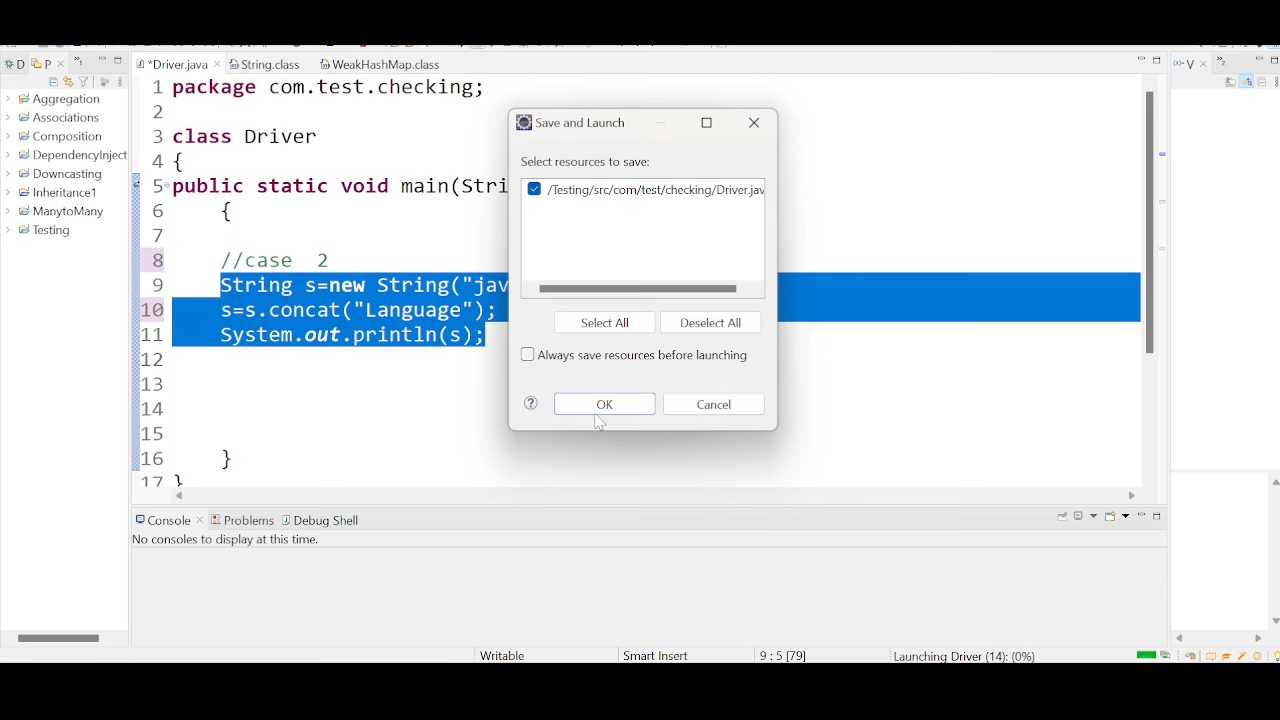 D
P
*Driver.java
String.class
WeakHashMap.class
V
Aggregation
Associations
Composition
DependencyInject
Downcasting
Inheritance1
ManytoMany
Testing
1 package com.test.checking;
2
3 class Driver
4 {
5 public static void main(Stri
6 {
7
8 //case 2
9 String s=new String("jav
10 s=s.concat("Language");
11 System.out.println(s);
12
13
14
15
16 }
17 }
Save and Launch
Select resources to save:
/Testing/src/com/test/checking/Driver.jav
Select All
Deselect All
Always save resources before launching
OK
Cancel
Console
Problems
Debug Shell
No consoles to display at this time.
Writable
Smart Insert
9 : 5 [79]
Launching Driver (14): (0%)